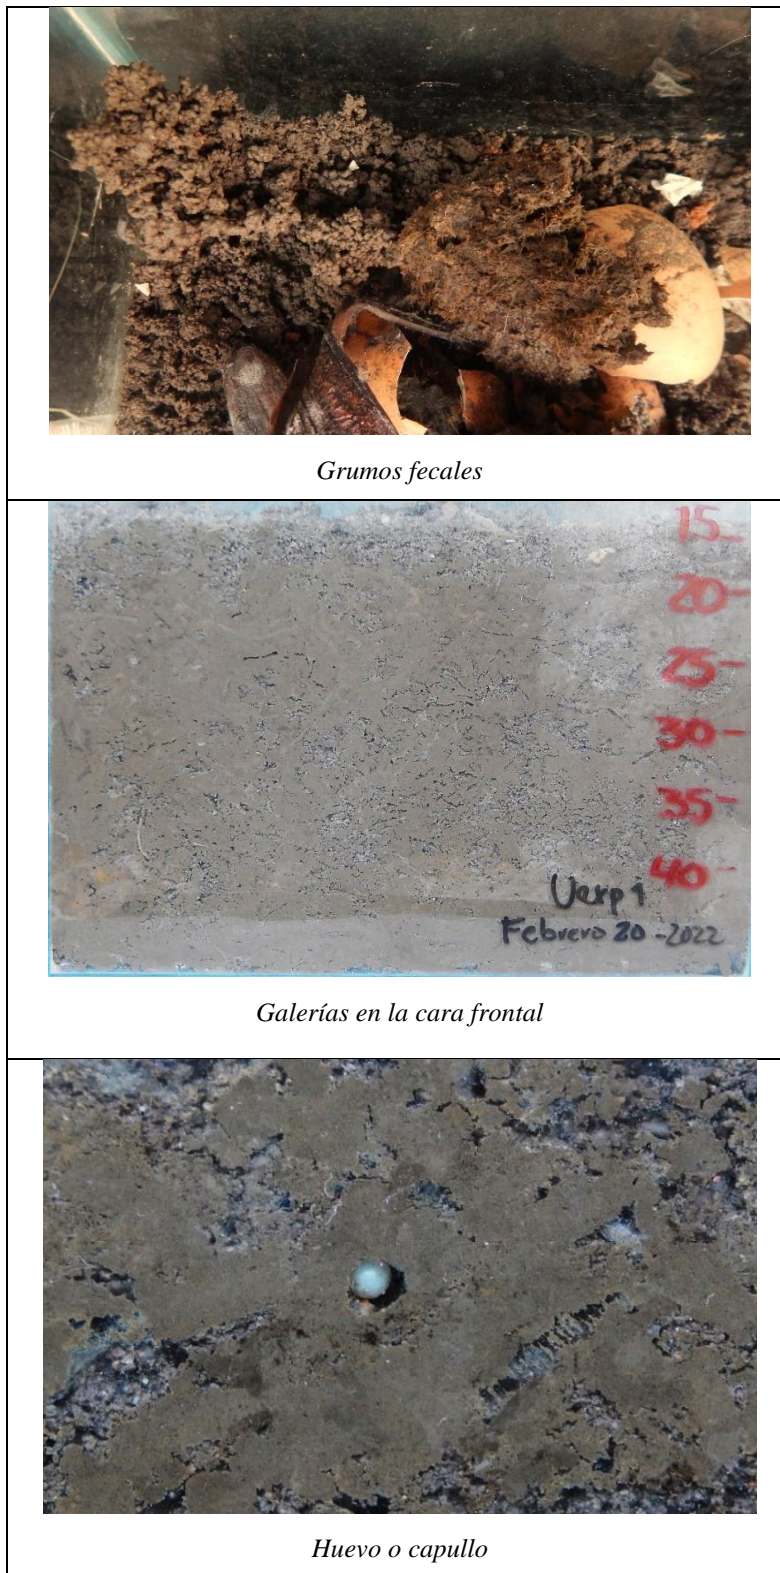 Grumos fecales
15-
20-
25-
30-
35-
40-
Uexp 1
Febrero 20-2022
Galerías en la cara frontal
Huevo o capullo